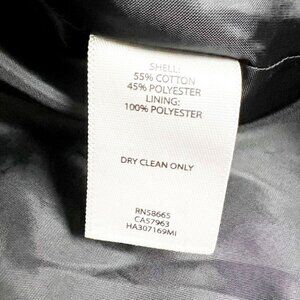 SHELL:
55% COTTON
45% POLYESTER
LINING:
100% POLYESTER
DRY CLEAN ONLY
RN58665
CA57963
HA307169MI